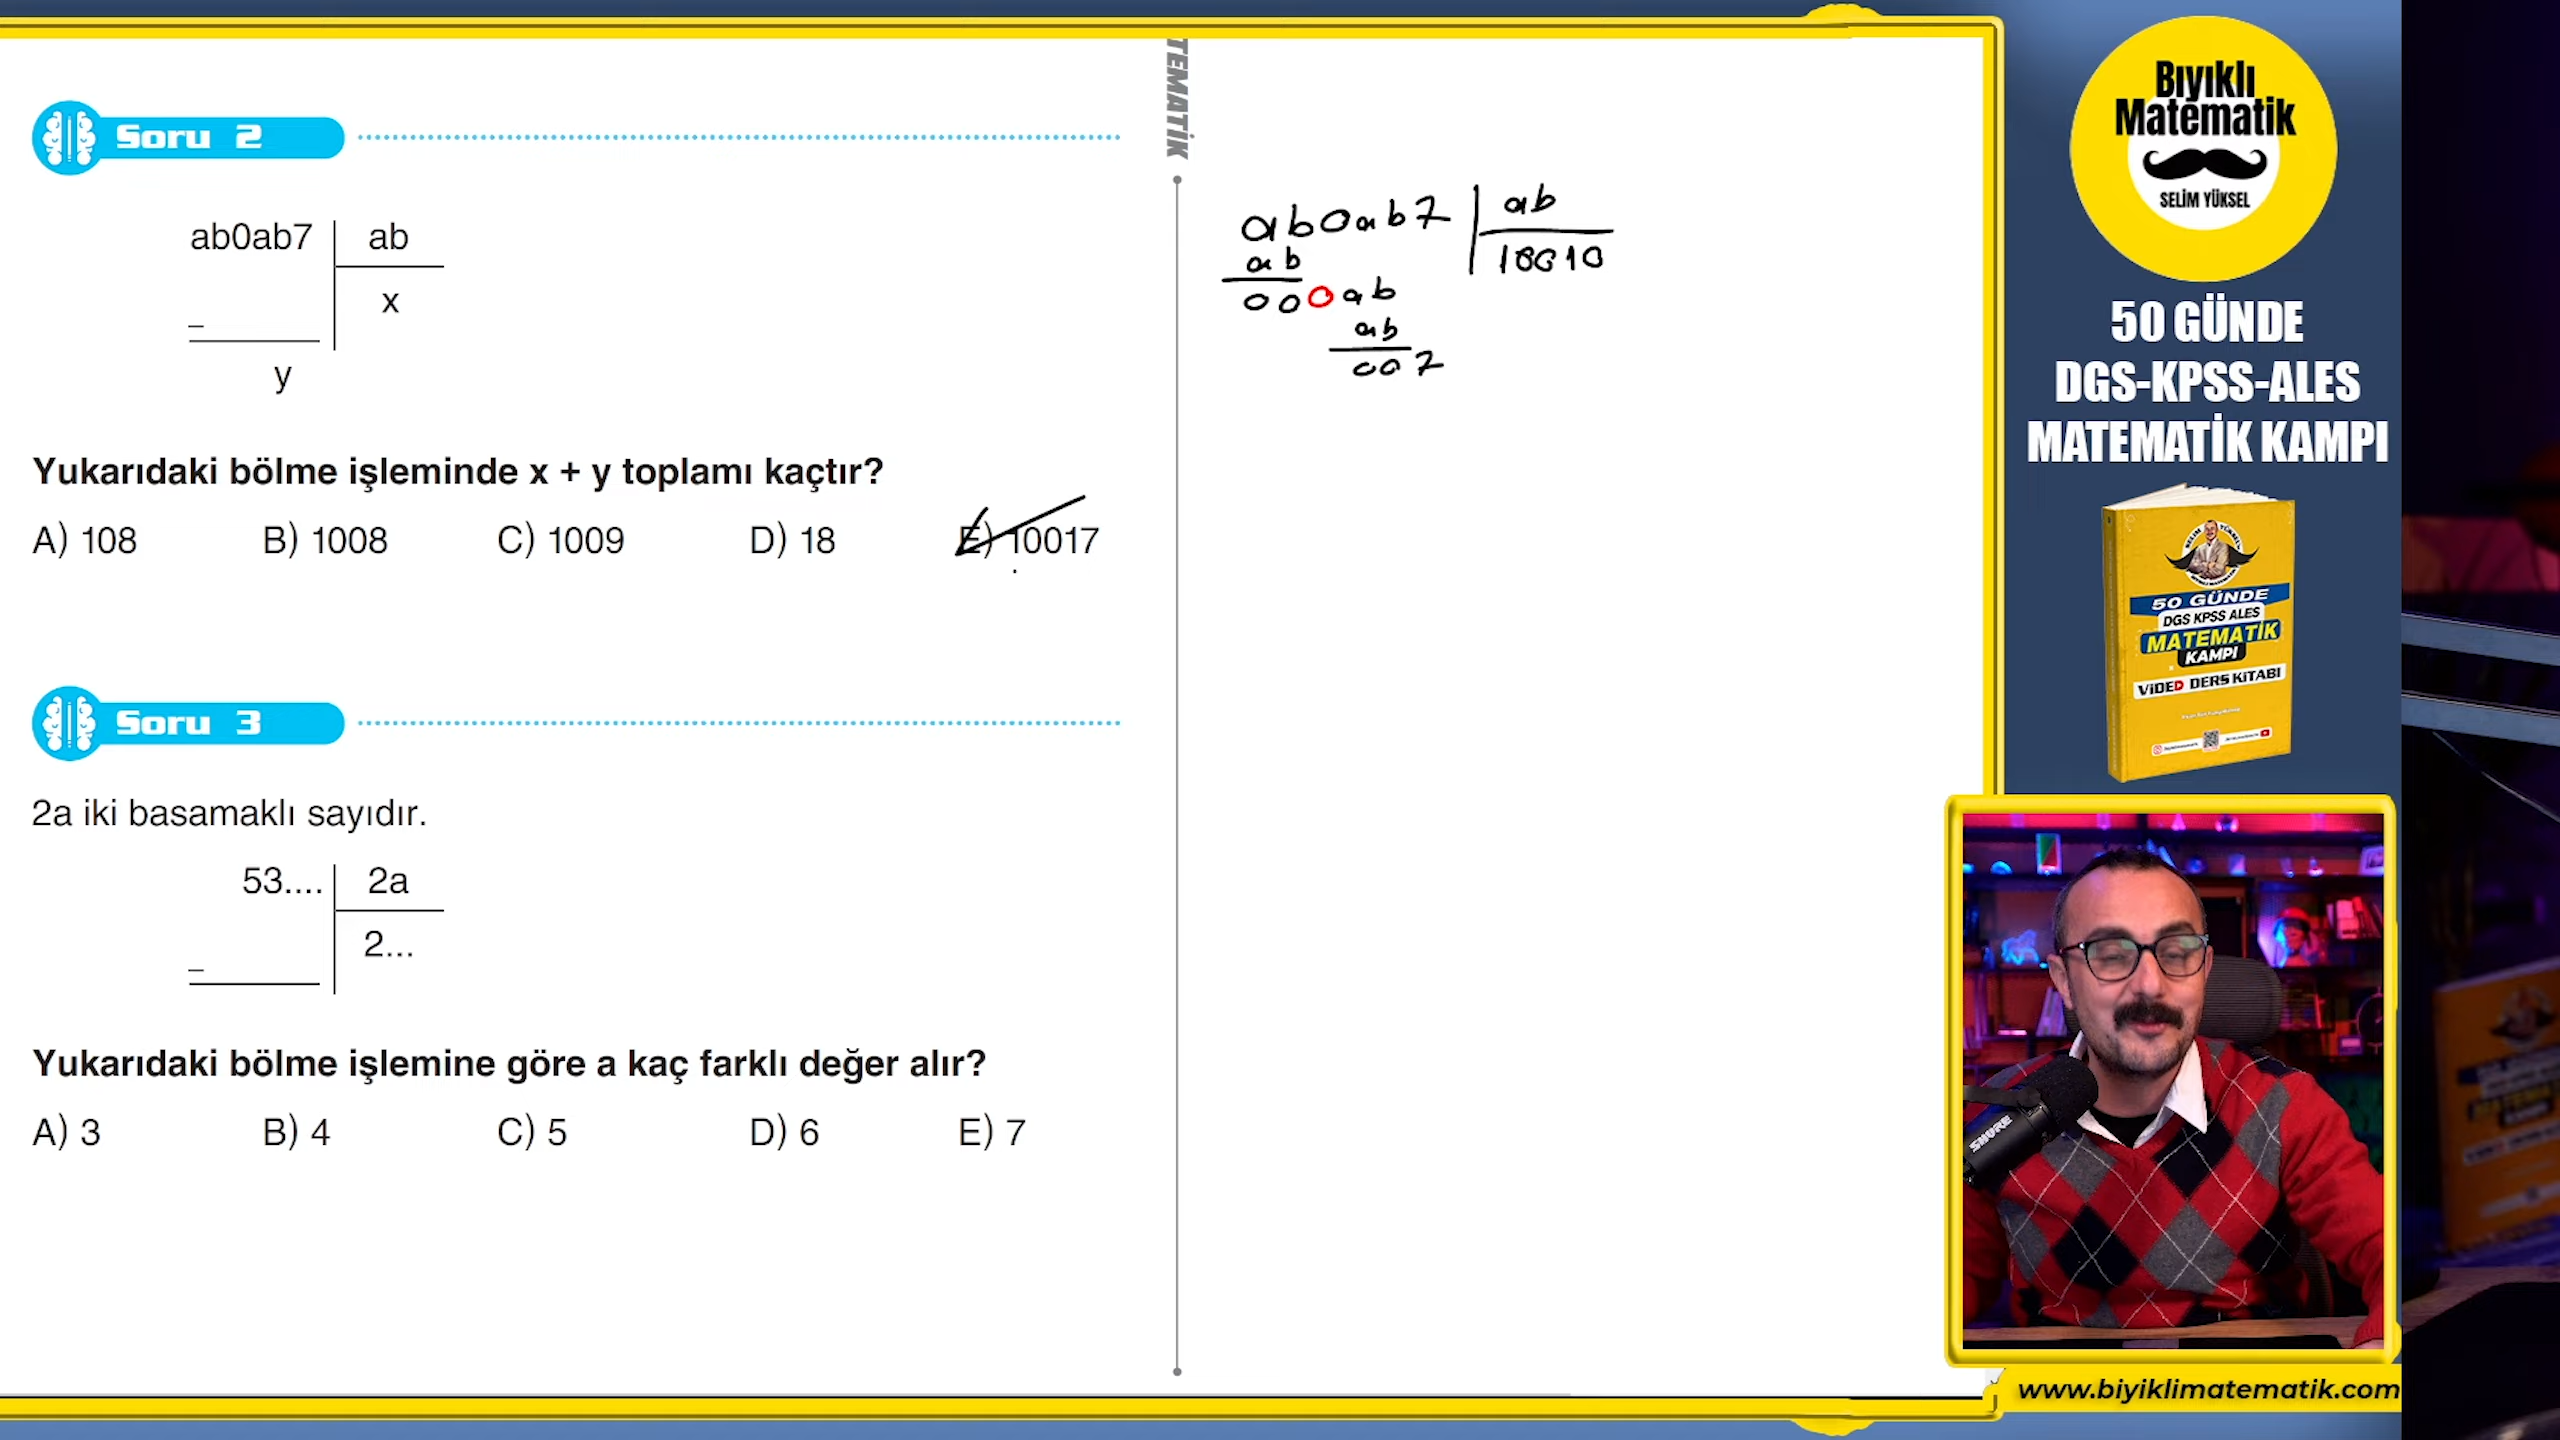 TEMATİK
Soru 2
ab0ab7 ab
x
_
y
Yukarıdaki bölme işleminde x + y toplamı kaçtır?
A) 108 B) 1008 C) 1009 D) 18 E) 10017
Soru 3
2a iki basamaklı sayıdır.
53.... 2a
2...
_
Yukarıdaki bölme işlemine göre a kaç farklı değer alır?
A) 3 B) 4 C) 5 D) 6 E) 7
ab0ab7 ab
ab 10010
000ab
ab
007
Bıyıklı
Matematik
SELİM YÜKSEL
50 GÜNDE
DGS-KPSS-ALES
MATEMATİK KAMPI
50 GÜNDE
DGS KPSS ALES
MATEMATİK
KAMPI
VİDEO DERS KİTABI
SHURE
www.biyiklimatematik.com